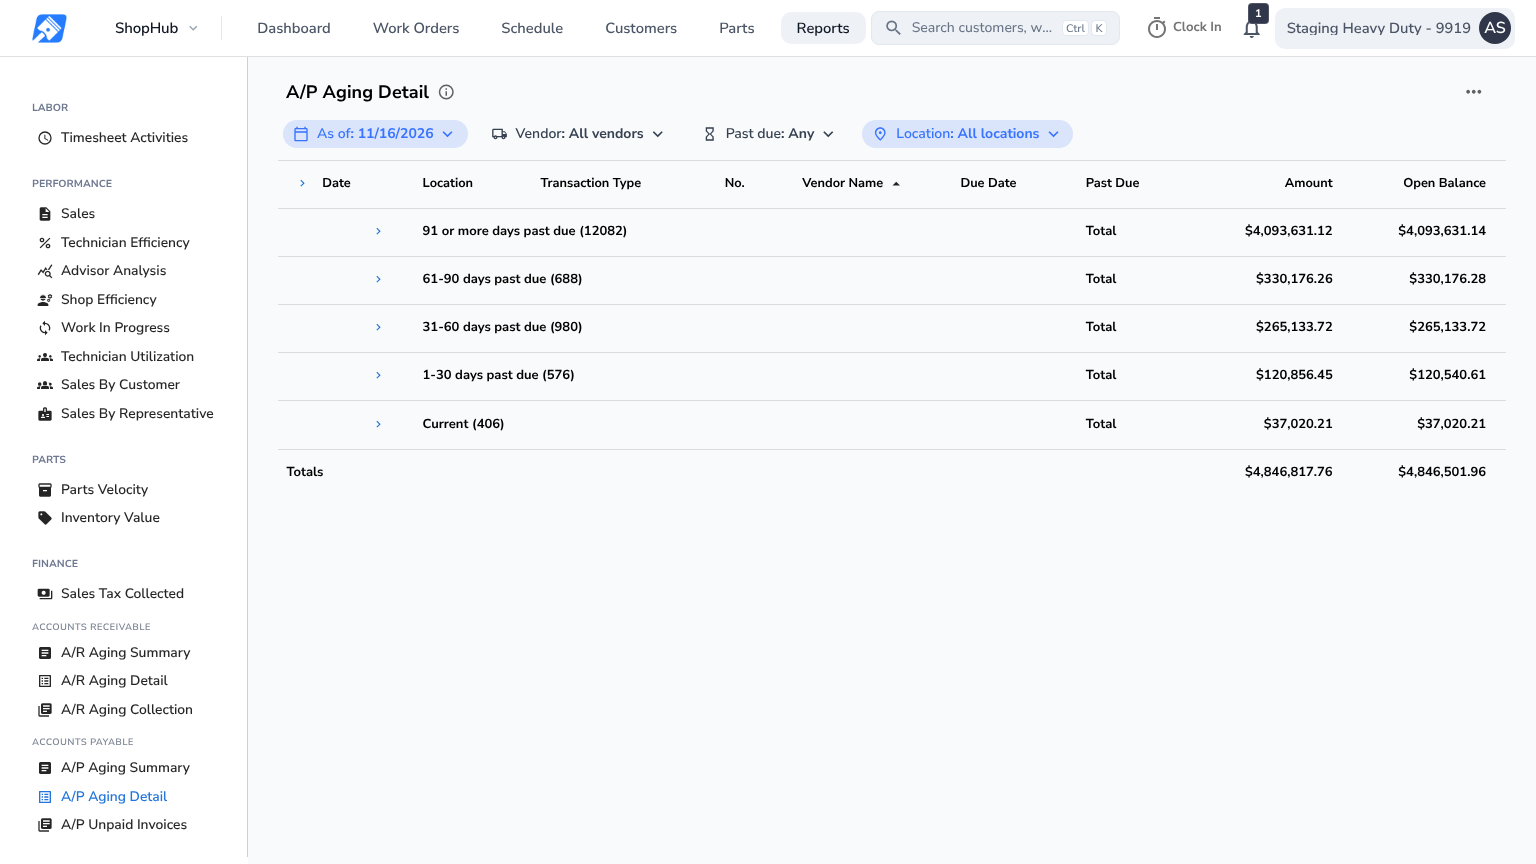 ShopHub
Dashboard
Work Orders
Schedule
Customers
Parts
Reports
Search customers, w... Ctrl K
Clock In
1
Staging Heavy Duty - 9919
AS
LABOR
Timesheet Activities
PERFORMANCE
Sales
Technician Efficiency
Advisor Analysis
Shop Efficiency
Work In Progress
Technician Utilization
Sales By Customer
Sales By Representative
PARTS
Parts Velocity
Inventory Value
FINANCE
Sales Tax Collected
ACCOUNTS RECEIVABLE
A/R Aging Summary
A/R Aging Detail
A/R Aging Collection
ACCOUNTS PAYABLE
A/P Aging Summary
A/P Aging Detail
A/P Unpaid Invoices
A/P Aging Detail
As of: 11/16/2026
Vendor: All vendors
Past due: Any
Location: All locations
Date Location Transaction Type No. Vendor Name Due Date Past Due Amount Open Balance
91 or more days past due (12082) Total $4,093,631.12 $4,093,631.14
61-90 days past due (688) Total $330,176.26 $330,176.28
31-60 days past due (980) Total $265,133.72 $265,133.72
1-30 days past due (576) Total $120,856.45 $120,540.61
Current (406) Total $37,020.21 $37,020.21
Totals $4,846,817.76 $4,846,501.96